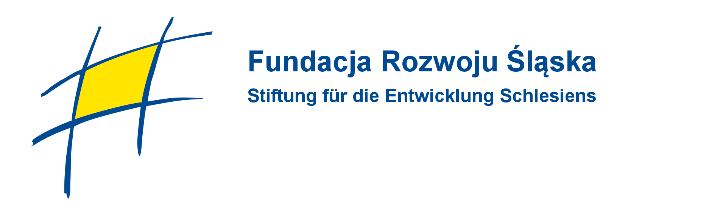 Fundacja Rozwoju Śląska
Stiftung für die Entwicklung Schlesiens